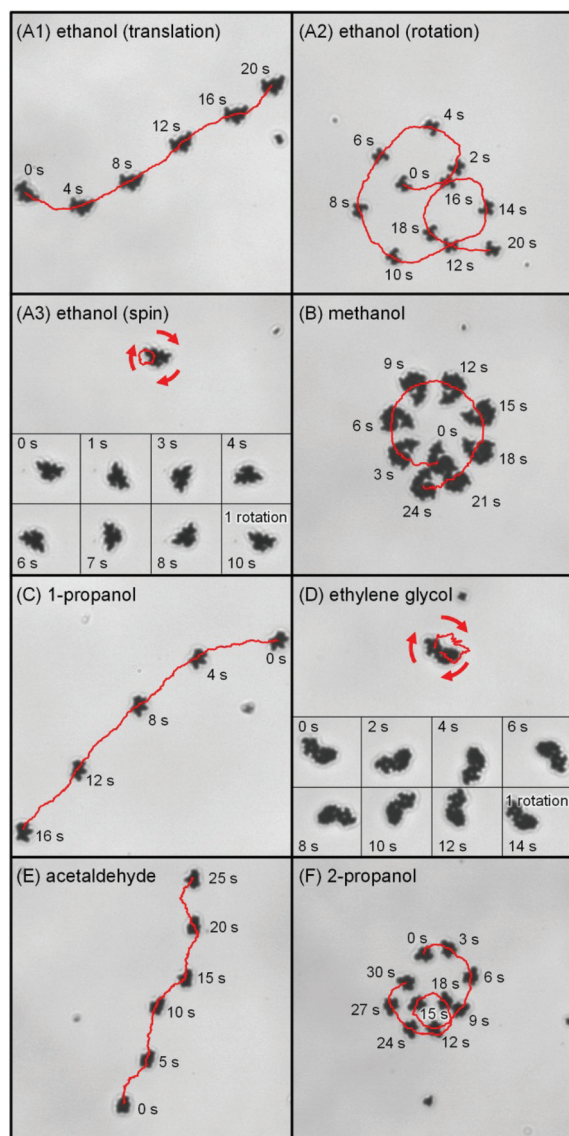 (A1) ethanol (translation)
20 s
16 s
12 s
8 s
0 s
4 s
(A2) ethanol (rotation)
4 s
6 s
2 s
0 s
16 s
8 s
14 s
18 s
20 s
10 s
12 s
(A3) ethanol (spin)
0 s
1 s
3 s
4 s
1 rotation
6 s
7 s
8 s
10 s
(B) methanol
9 s
12 s
15 s
6 s
0 s
18 s
3 s
21 s
24 s
(C) 1-propanol
0 s
4 s
8 s
12 s
16 s
(D) ethylene glycol
0 s
2 s
4 s
6 s
1 rotation
8 s
10 s
12 s
14 s
(E) acetaldehyde
25 s
20 s
15 s
10 s
5 s
0 s
(F) 2-propanol
0 s
3 s
30 s
18 s
6 s
27 s
15 s
9 s
24 s
12 s